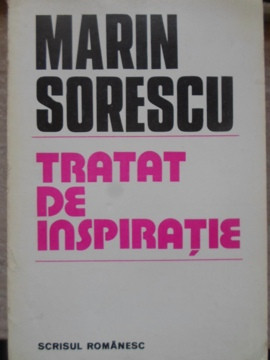 MARIN
SORESCU
TRATAT
DE
INSPIRAȚIE
SCRISUL ROMÂNESC